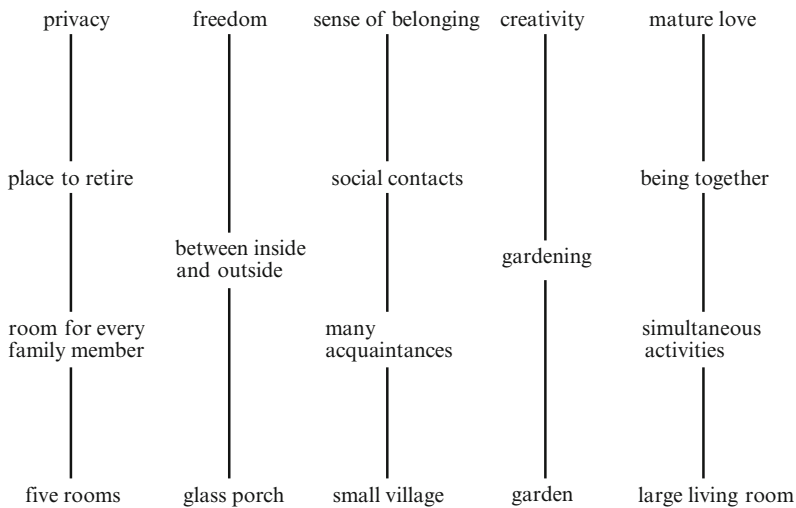 privacy
freedom
sense of belonging
creativity
mature love
place to retire
social contacts
being together
between inside
and outside
gardening
room for every
family member
many
acquaintances
simultaneous
activities
five rooms
glass porch
small village
garden
large living room